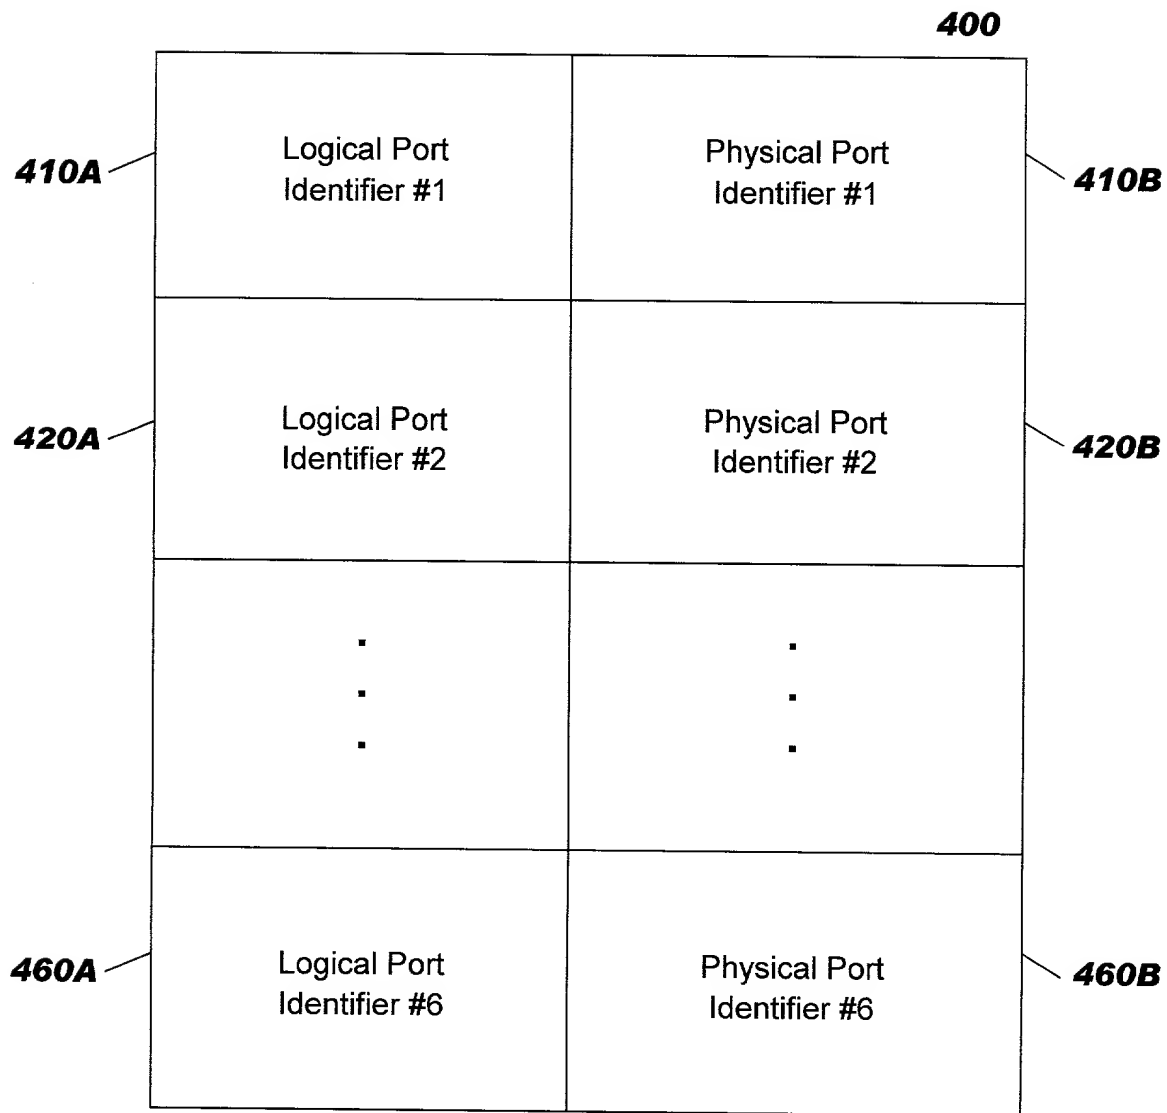 400
410A
Logical Port
Identifier #1
Physical Port
Identifier #1
410B
420A
Logical Port
Identifier #2
Physical Port
Identifier #2
420B
460A
Logical Port
Identifier #6
Physical Port
Identifier #6
460B